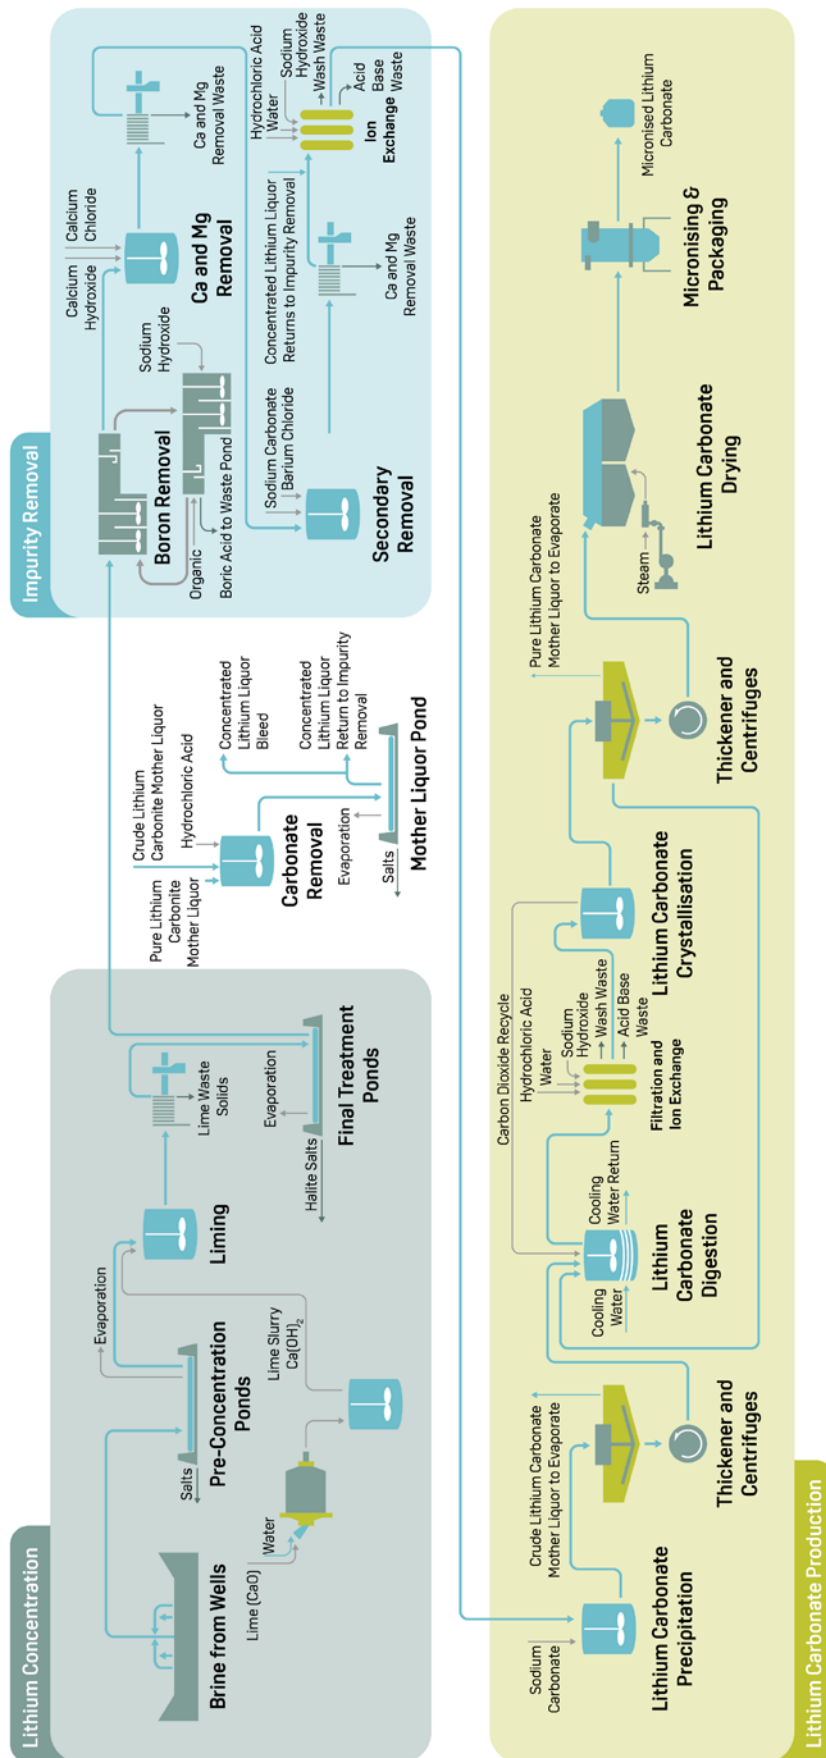 Lithium Concentration
Brine from Wells
Salts
Evaporation
Pre-Concentration
Ponds
Lime (CaO)
Water
Lime Slurry
Ca(OH)₂
Liming
Lime Waste
Solids
Evaporation
Halite Salts
Final Treatment
Ponds
Pure Lithium
Carbonite
Mother Liquor
Crude Lithium
Carbonite Mother Liquor
Hydrochloric Acid
Carbonate
Removal
Evaporation
Salts
Mother Liquor Pond
Concentrated
Lithium Liquor
Bleed
Concentrated
Lithium Liquor
Return to Impurity
Removal
Impurity Removal
Boron Removal
Organic
Boric Acid to Waste Pond
Sodium
Hydroxide
Calcium
Hydroxide
Calcium
Chloride
Ca and Mg
Removal
Ca and Mg
Removal Waste
Sodium Carbonate
Barium Chloride
Secondary
Removal
Concentrated Lithium Liquor
Returns to Impurity Removal
Ca and Mg
Removal Waste
Hydrochloric Acid
Water
Sodium
Hydroxide
Wash Waste
Acid
Base
Waste
Ion
Exchange
Lithium Carbonate Production
Sodium
Carbonate
Lithium Carbonate
Precipitation
Crude Lithium Carbonate
Mother Liquor to Evaporate
Thickener and
Centrifuges
Cooling
Water
Cooling
Water Return
Lithium
Carbonate
Digestion
Carbon Dioxide Recycle
Hydrochloric Acid
Water
Sodium
Hydroxide
Wash Waste
Acid Base
Waste
Filtration and
Ion Exchange
Lithium Carbonate
Crystallisation
Pure Lithium Carbonate
Mother Liquor to Evaporate
Thickener and
Centrifuges
Steam
Lithium Carbonate
Drying
Micronising &
Packaging
Micronised Lithium
Carbonate